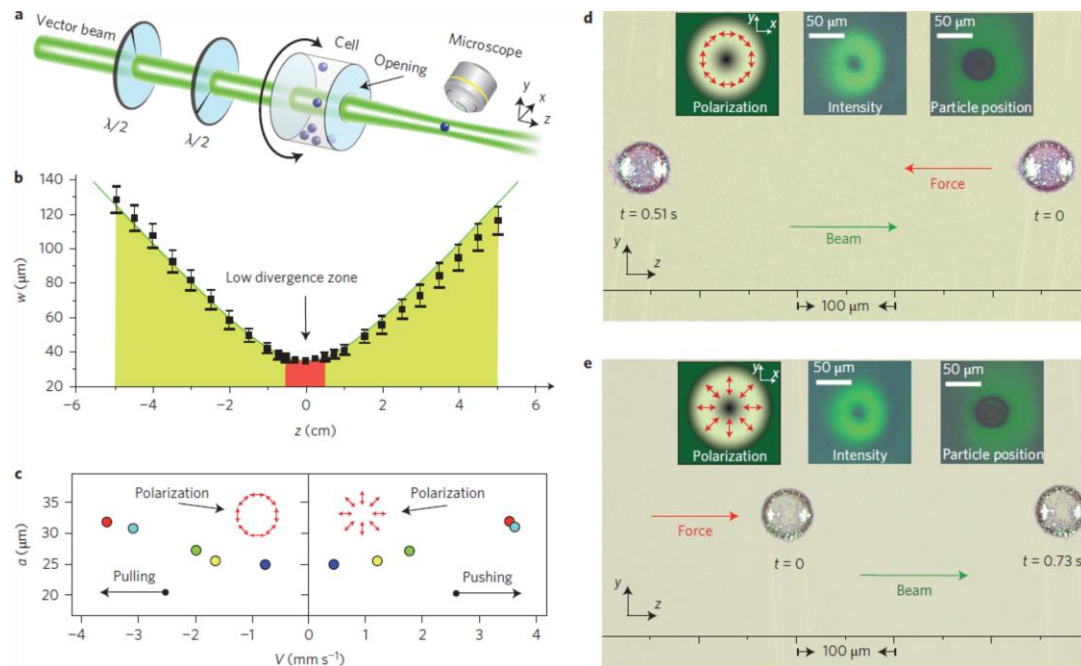 a
Vector beam
λ/2
λ/2
Cell
Opening
Microscope
y
x
z
b
140
120
100
80
60
40
20
w (μm)
Low divergence zone
−6 −4 −2 0 2 4 6
z (cm)
c
Polarization
Polarization
35
30
25
20
a (μm)
Pulling
Pushing
−4 −3 −2 −1 0 1 2 3 4
V (mm s⁻¹)
d
y
x
Polarization
50 μm
Intensity
50 μm
Particle position
Force
t = 0.51 s
t = 0
Beam
y
z
100 μm
e
y
x
Polarization
50 μm
Intensity
50 μm
Particle position
Force
t = 0
0.73 s
Beam
y
z
100 μm